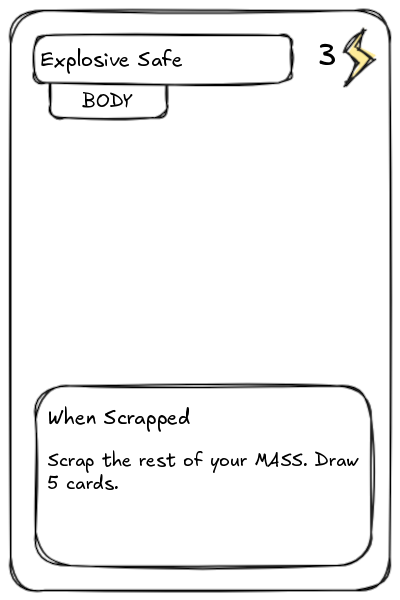 Explosive Safe
3
BODY
When Scrapped
Scrap the rest of your MASS. Draw
5 cards.